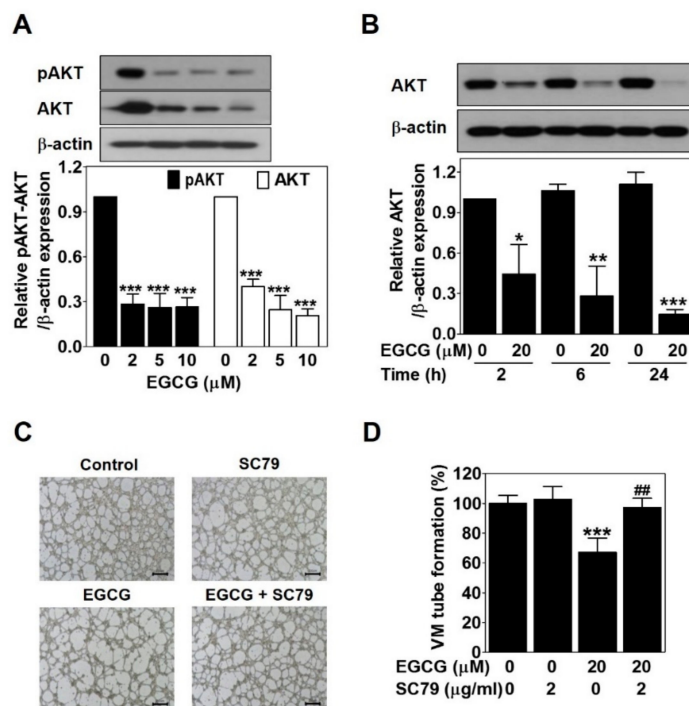 A
pAKT
AKT
β-actin
Relative pAKT-AKT
/β-actin expression
1.2
0.9
0.6
0.3
0.0
pAKT
AKT
*** *** ***
*** *** ***
0 2 5 10 0 2 5 10
EGCG (μM)
B
AKT
β-actin
Relative AKT
/β-actin expression
1.2
0.9
0.6
0.3
0.0
*
**
***
EGCG (μM) 0 20 0 20 0 20
Time (h) 2 6 24
C
Control
SC79
EGCG
EGCG + SC79
D
VM tube formation (%)
120
100
80
60
40
20
0
***
##
EGCG (μM) 0 0 20 20
SC79 (μg/ml) 0 2 0 2